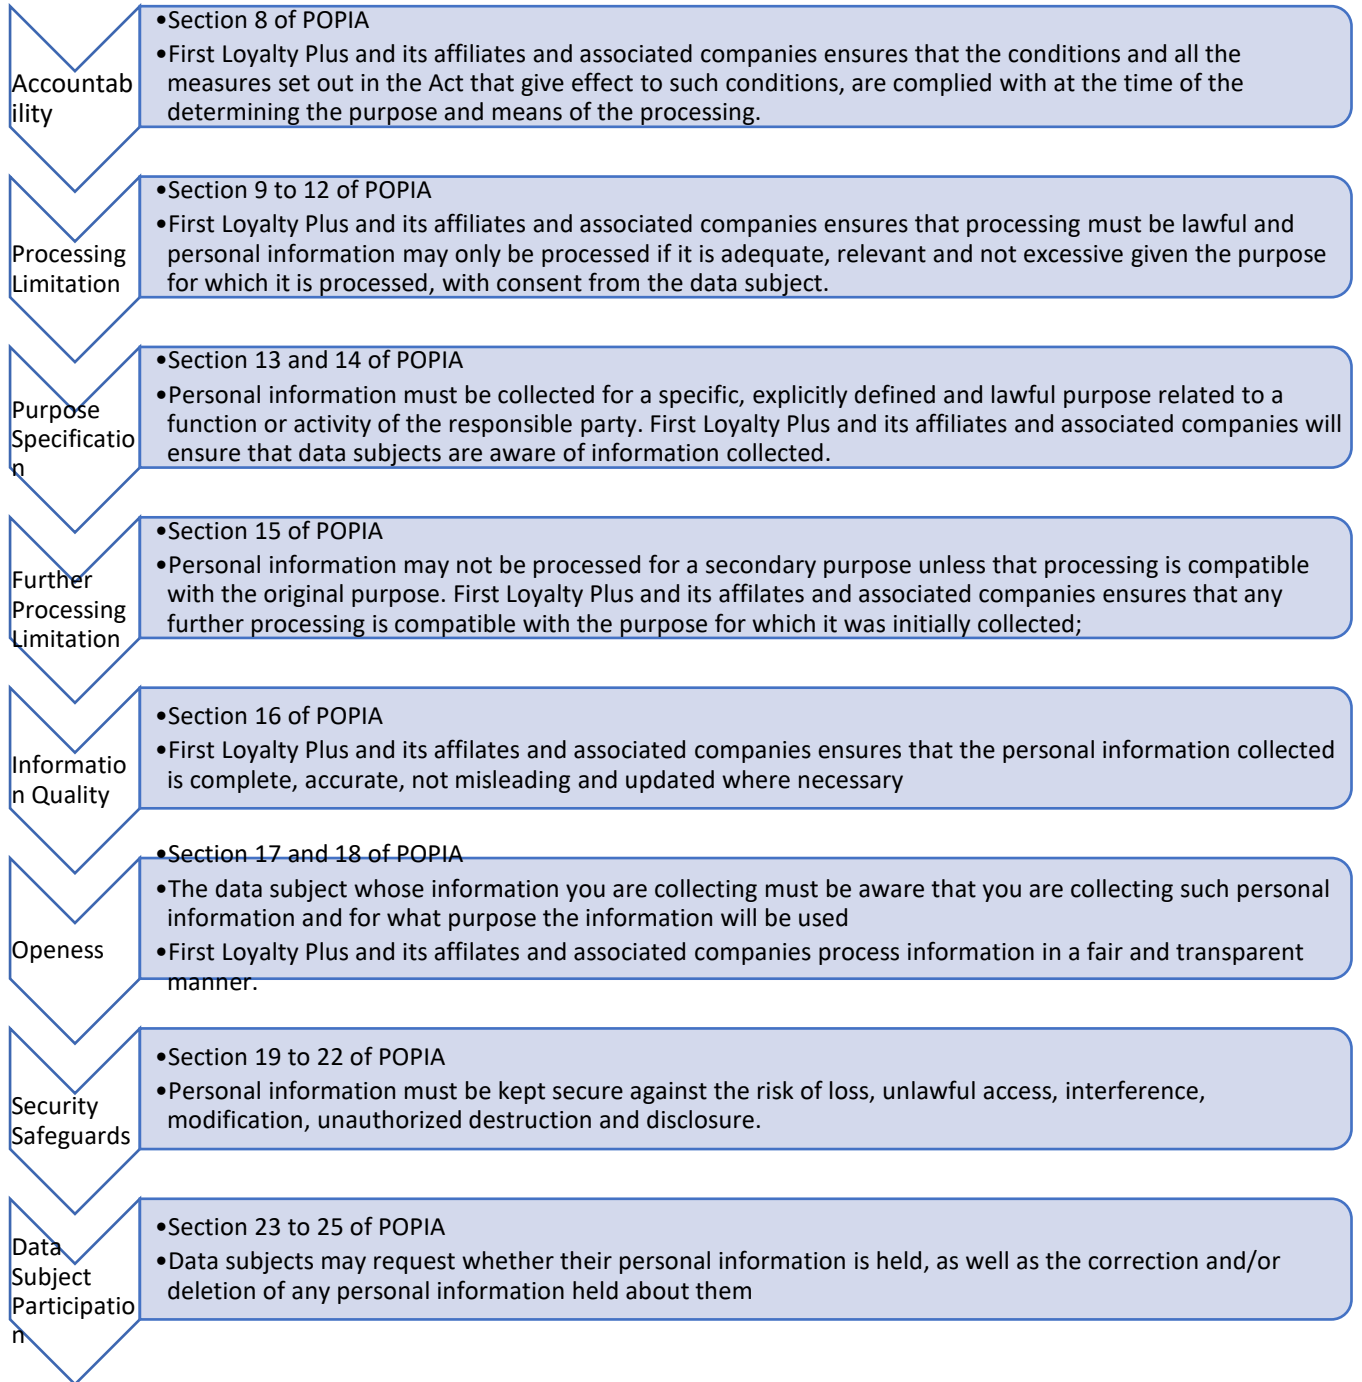 Accountab
ility
•Section 8 of POPIA
•First Loyalty Plus and its affiliates and associated companies ensures that the conditions and all the
measures set out in the Act that give effect to such conditions, are complied with at the time of the
determining the purpose and means of the processing.
Processing
Limitation
•Section 9 to 12 of POPIA
•First Loyalty Plus and its affiliates and associated companies ensures that processing must be lawful and
personal information may only be processed if it is adequate, relevant and not excessive given the purpose
for which it is processed, with consent from the data subject.
Purpose
Specificatio
n
•Section 13 and 14 of POPIA
•Personal information must be collected for a specific, explicitly defined and lawful purpose related to a
function or activity of the responsible party. First Loyalty Plus and its affiliates and associated companies will
ensure that data subjects are aware of information collected.
Further
Processing
Limitation
•Section 15 of POPIA
•Personal information may not be processed for a secondary purpose unless that processing is compatible
with the original purpose. First Loyalty Plus and its affilates and associated companies ensures that any
further processing is compatible with the purpose for which it was initially collected;
Informatio
n Quality
•Section 16 of POPIA
•First Loyalty Plus and its affilates and associated companies ensures that the personal information collected
is complete, accurate, not misleading and updated where necessary
Openess
•Section 17 and 18 of POPIA
•The data subject whose information you are collecting must be aware that you are collecting such personal
information and for what purpose the information will be used
•First Loyalty Plus and its affilates and associated companies process information in a fair and transparent
manner.
Security
Safeguards
•Section 19 to 22 of POPIA
•Personal information must be kept secure against the risk of loss, unlawful access, interference,
modification, unauthorized destruction and disclosure.
Data
Subject
Participatio
n
•Section 23 to 25 of POPIA
•Data subjects may request whether their personal information is held, as well as the correction and/or
deletion of any personal information held about them